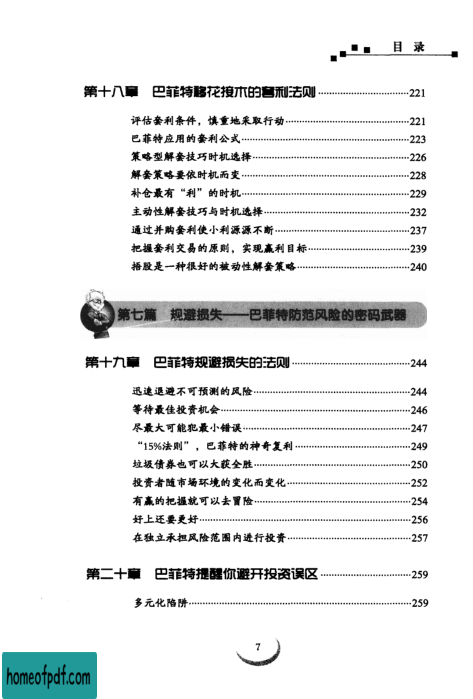 目 录
第十八章 巴菲特移花接木的套利法则 221
评估套利条件，慎重地采取行动 221
巴菲特应用的套利公式 223
策略型解套技巧时机选择 226
解套策略要依时机而变 228
补仓最有“利”的时机 229
主动性解套技巧与时机选择 232
通过并购套利使小利源源不断 237
把握套利交易的原则，实现赢利目标 239
捂股是一种很好的被动性解套策略 240
第七篇 规避损失——巴菲特防范风险的密码武器
第十九章 巴菲特规避损失的法则 244
迅速退避不可预测的风险 244
等待最佳投资机会 246
尽最大可能犯最小错误 247
“15%法则”，巴菲特的神奇复利 249
垃圾债券也可以大获全胜 250
投资者随市场环境的变化而变化 252
有赢的把握就可以去冒险 254
好上还要更好 256
在独立承担风险范围内进行投资 257
第二十章 巴菲特提醒你避开投资误区 259
多元化陷阱 259
7
homeofpdf.com